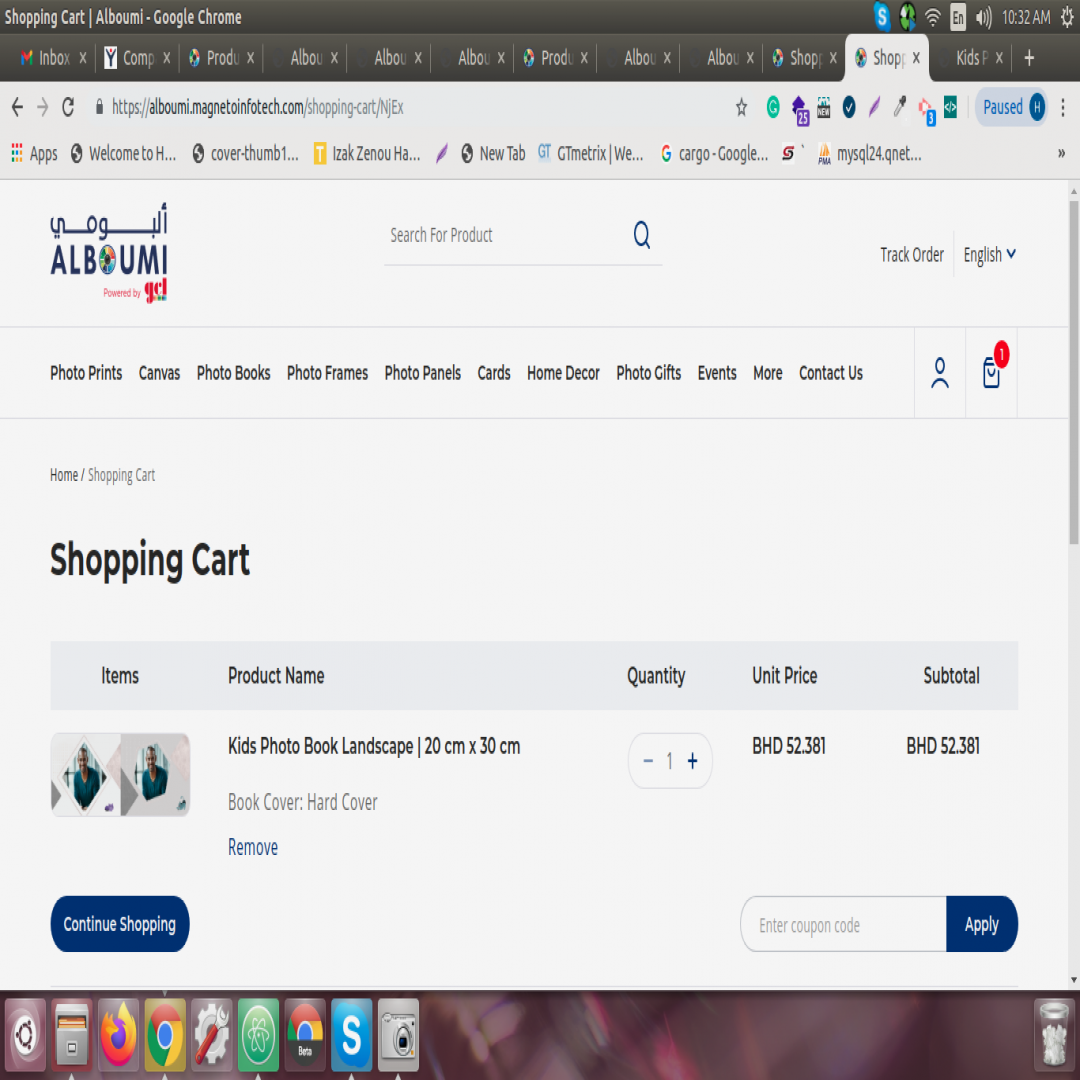 Shopping Cart | Alboumi - Google Chrome
En 10:32 AM
Inbox Comp Produ Albou Albou Albou Produ Albou Albou Shopp Shopp Kids P
https://alboumi.magnetoinfotech.com/shopping-cart/NjEx
25 NEW 3 Paused H
Apps Welcome to H... cover-thumb1... Izak Zenou Ha... New Tab GT GTmetrix | We... cargo - Google... PMA mysql24.qnet... »
ألبومي
ALBOUMI
Powered by gcl
Search For Product
Track Order English
Photo Prints Canvas Photo Books Photo Frames Photo Panels Cards Home Decor Photo Gifts Events More Contact Us 1
Home / Shopping Cart
Shopping Cart
Items Product Name Quantity Unit Price Subtotal
Kids Photo Book Landscape | 20 cm x 30 cm − 1 + BHD 52.381 BHD 52.381
Book Cover: Hard Cover
Remove
Continue Shopping Enter coupon code Apply
Beta